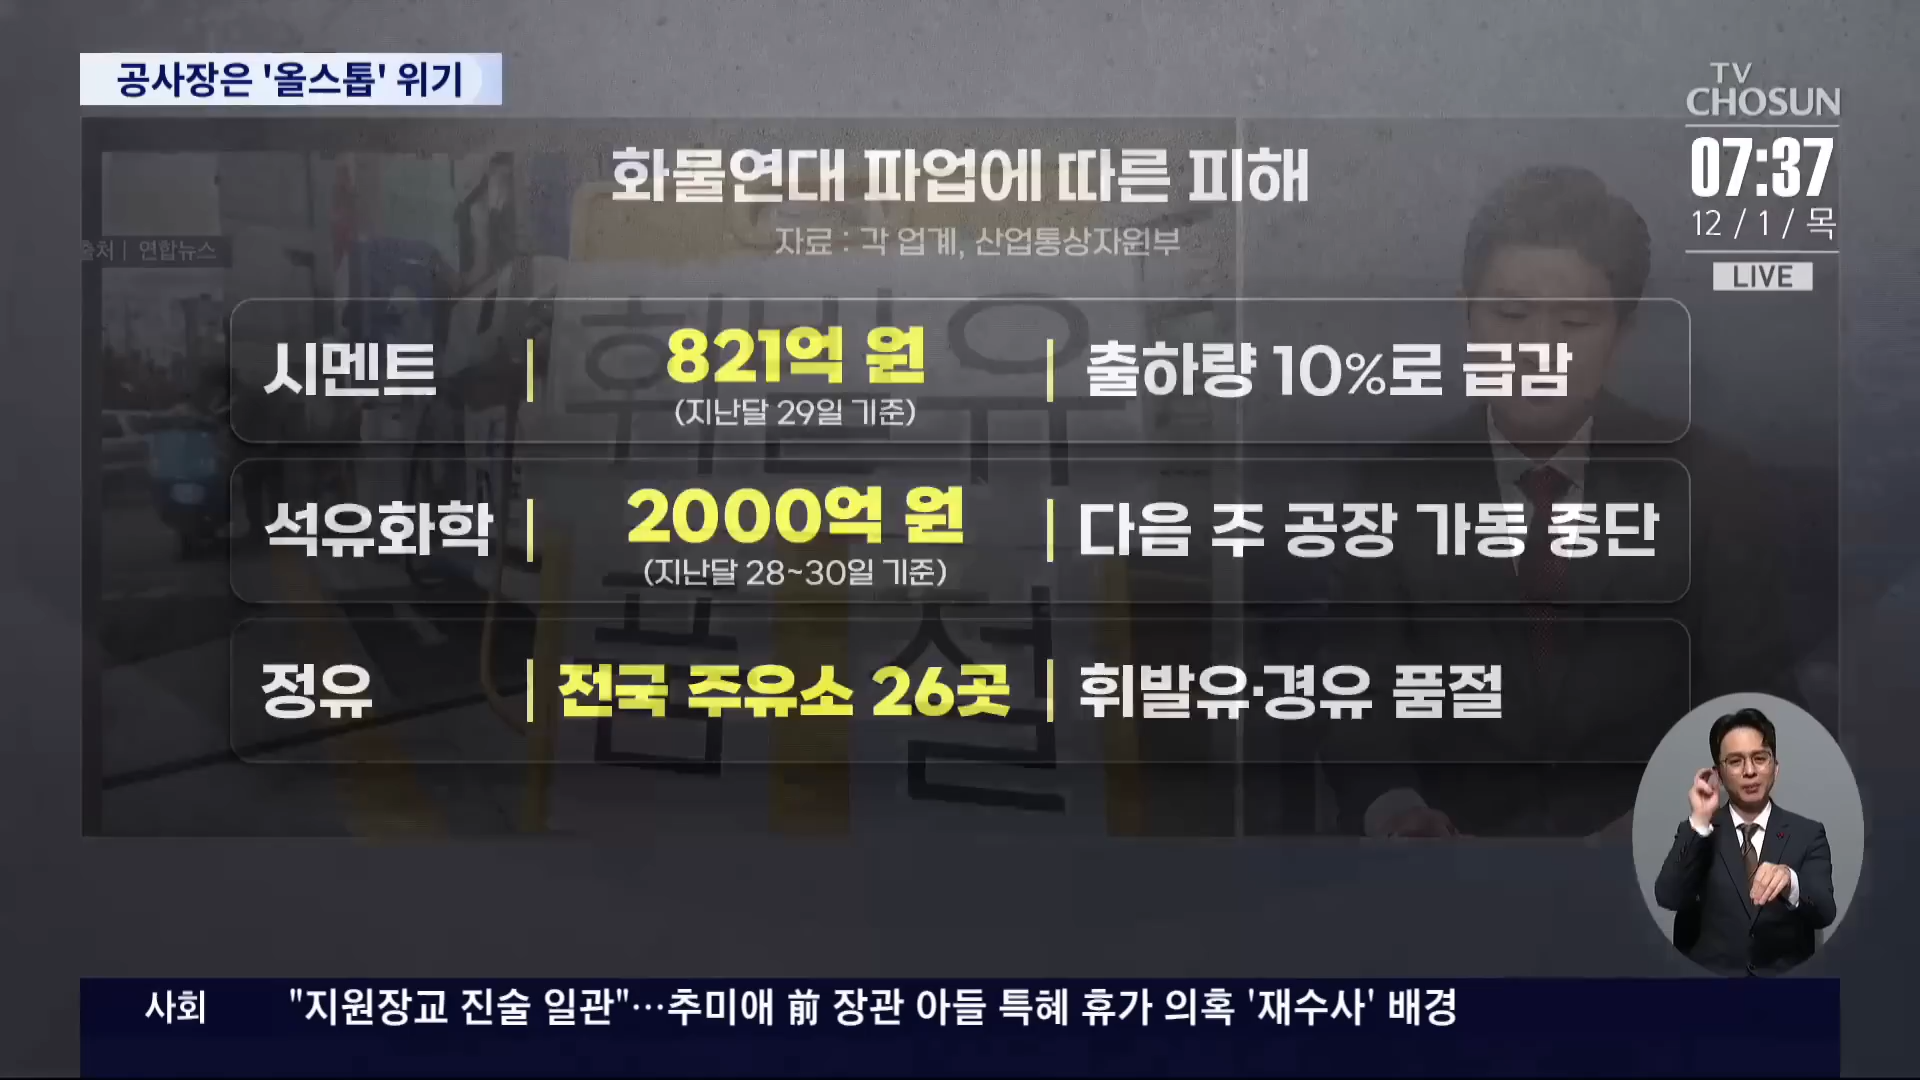 공사장은 '올스톱' 위기
TV
CHOSUN
07:37
12 / 1 / 목
LIVE
화물연대 파업에 따른 피해
자료 : 각 업계, 산업통상자원부
출처 | 연합뉴스
시멘트 | 821억 원 | 출하량 10%로 급감
(지난달 29일 기준)
석유화학 | 2000억 원 | 다음 주 공장 가동 중단
(지난달 28~30일 기준)
정유 | 전국 주유소 26곳 | 휘발유·경유 품절
휘발유
품절
사회 "지원장교 진술 일관"…추미애 前 장관 아들 특혜 휴가 의혹 '재수사' 배경